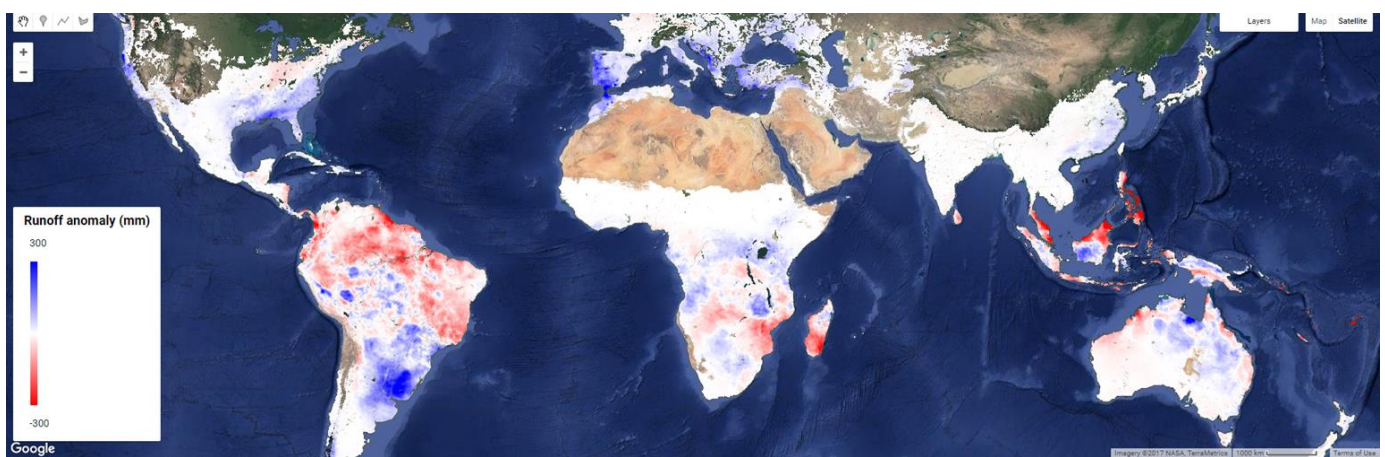 Layers
Map Satellite
+
−
Runoff anomaly (mm)
300
-300
Google
Imagery ©2017 NASA, TerraMetrics 1000 km Terms of Use